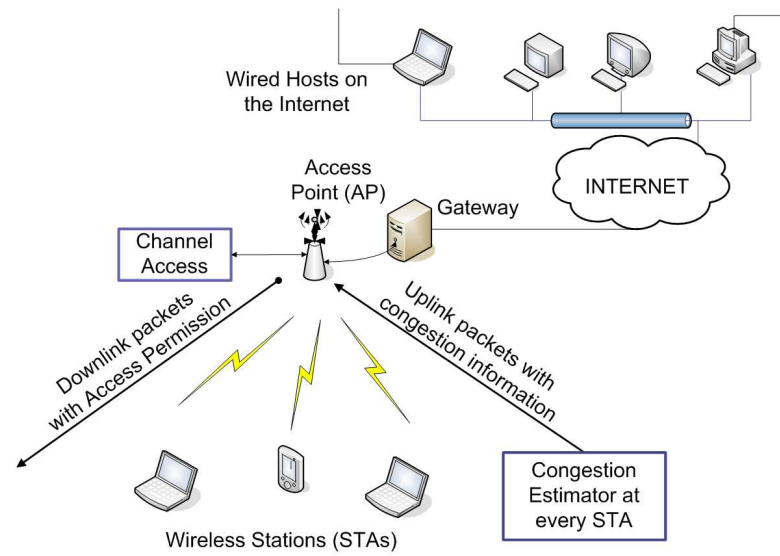 Wired Hosts on
the Internet
INTERNET
Access
Point (AP)
Gateway
Channel
Access
Downlink packets
with Access Permission
Uplink packets with
congestion information
Congestion
Estimator at
every STA
Wireless Stations (STAs)